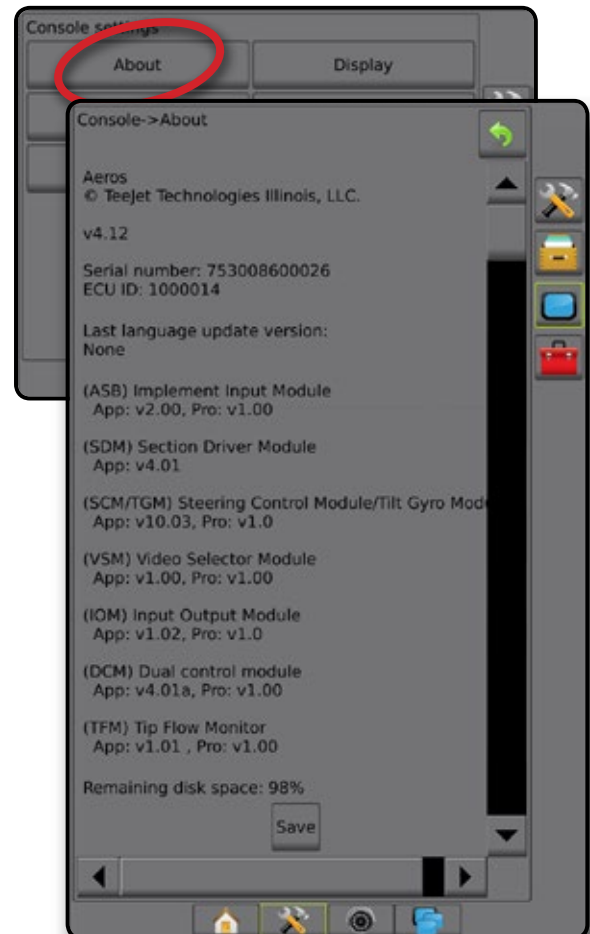 Console settings
About
Display
Console->About
Aeros
© TeeJet Technologies Illinois, LLC.
v4.12
Serial number: 753008600026
ECU ID: 1000014
Last language update version:
None
(ASB) Implement Input Module
App: v2.00, Pro: v1.00
(SDM) Section Driver Module
App: v4.01
(SCM/TGM) Steering Control Module/Tilt Gyro Mod
App: v10.03, Pro: v1.0
(VSM) Video Selector Module
App: v1.00, Pro: v1.00
(IOM) Input Output Module
App: v1.02, Pro: v1.0
(DCM) Dual control module
App: v4.01a, Pro: v1.00
(TFM) Tip Flow Monitor
App: v1.01 , Pro: v1.00
Remaining disk space: 98%
Save